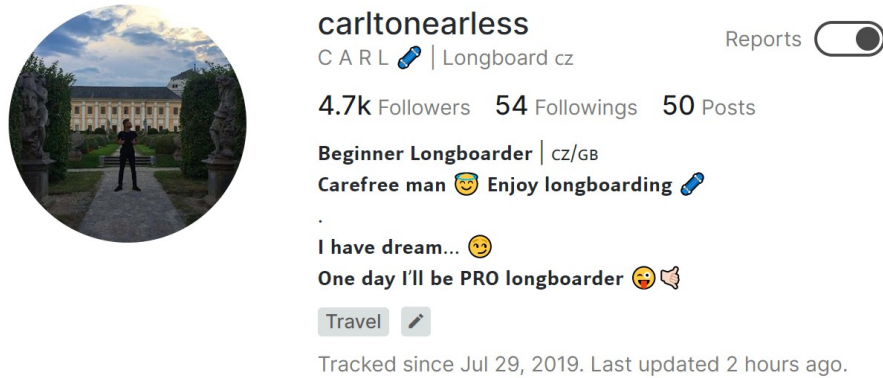 carltonearless
C A R L 🛹 | Longboard cz
Reports
4.7k Followers 54 Followings 50 Posts
Beginner Longboarder | CZ/GB
Carefree man 😇 Enjoy longboarding 🛹
.
I have dream... 😏
One day I'll be PRO longboarder 😜🤙🏻
Travel
Tracked since Jul 29, 2019. Last updated 2 hours ago.